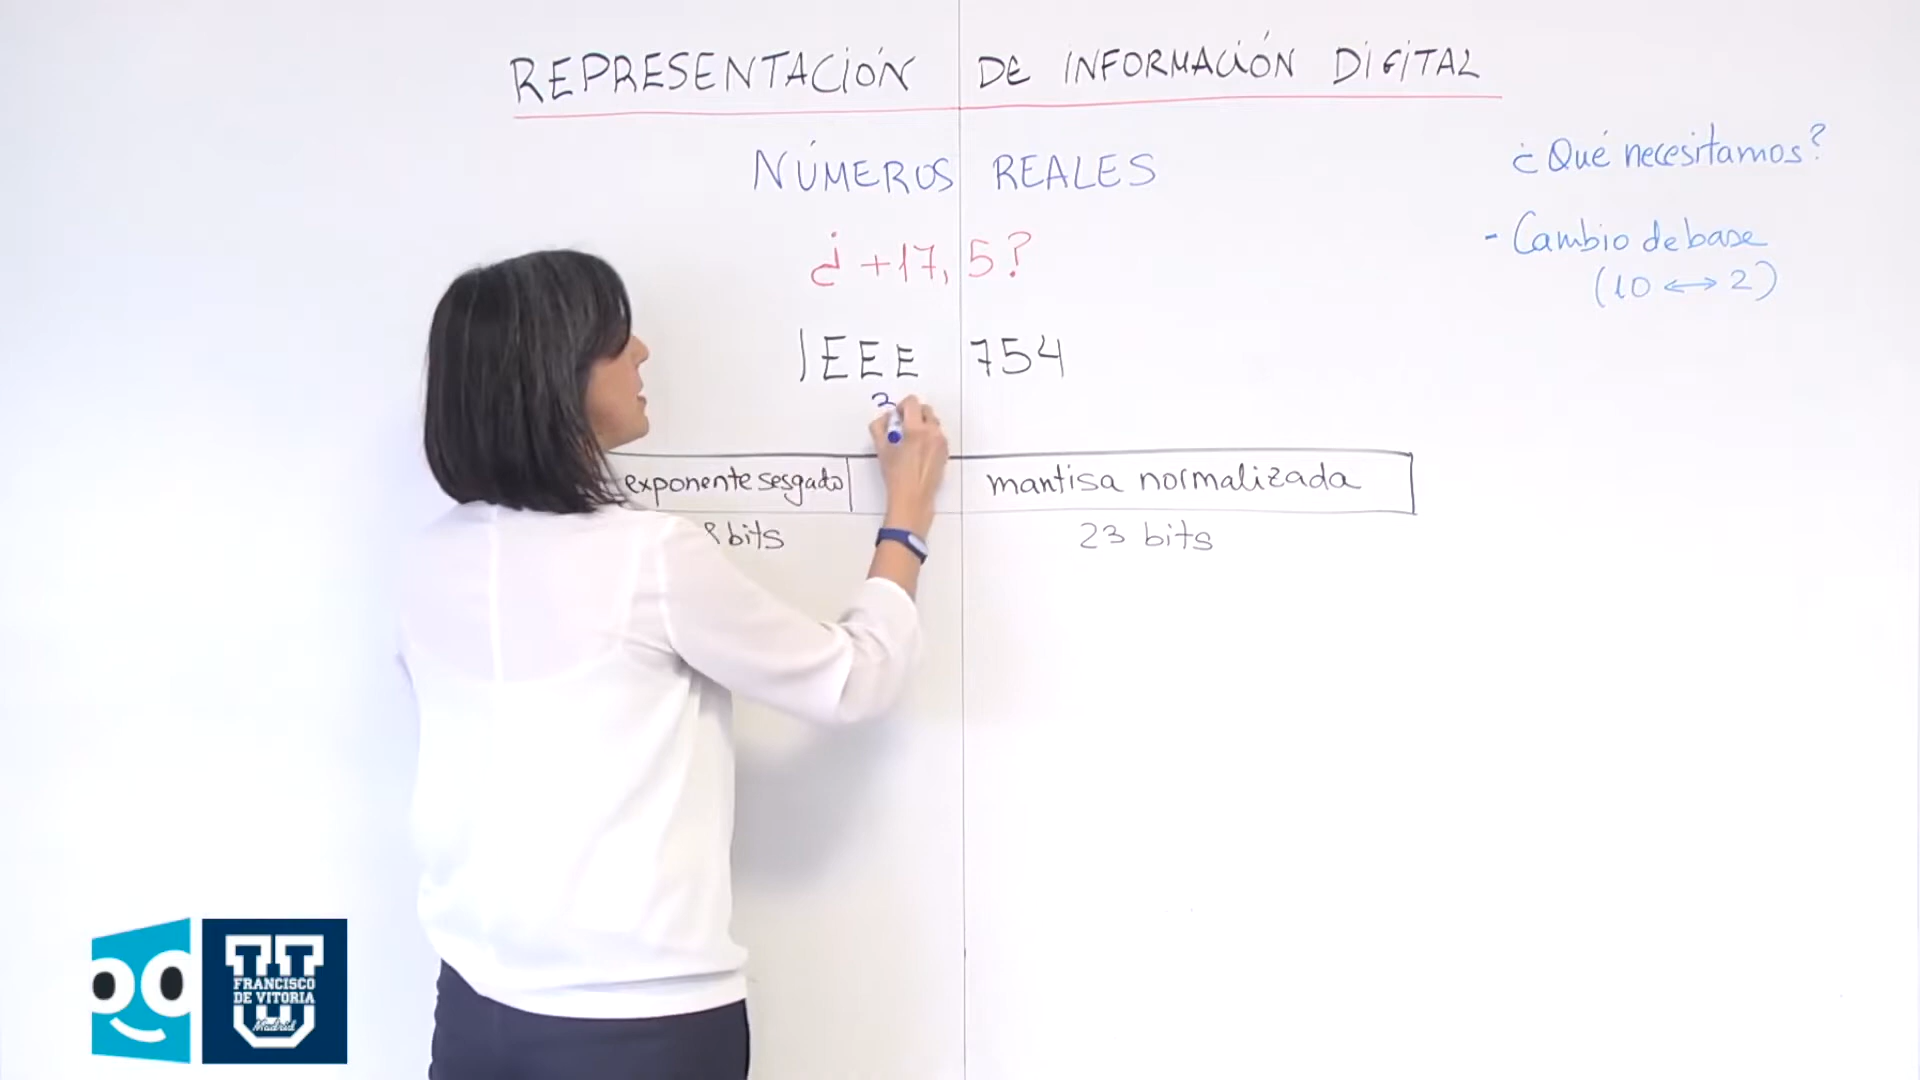 REPRESENTACIÓN DE INFORMACIÓN DIGITAL
NÚMEROS REALES
¿+17,5?
IEEE 754
exponente sesgado
mantisa normalizada
8 bits
23 bits
¿Qué necesitamos?
- Cambio de base
(10 ↔ 2)
U
FRANCISCO
DE VITORIA
Madrid